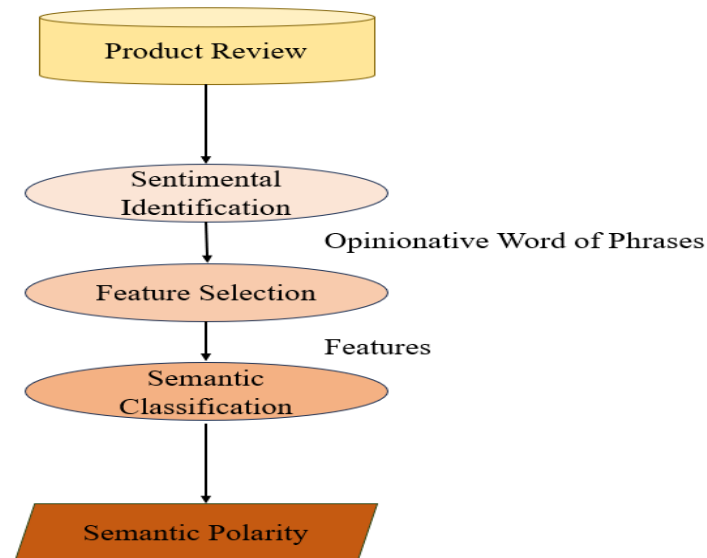 Product Review
Sentimental
Identification
Opinionative Word of Phrases
Feature Selection
Features
Semantic
Classification
Semantic Polarity